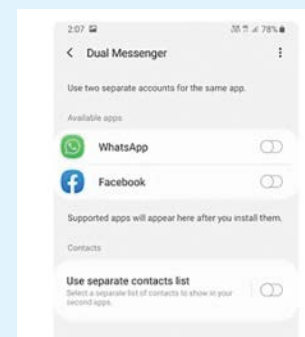 2:07 78%
Dual Messenger
Use two separate accounts for the same app.
Available apps
WhatsApp
Facebook
Supported apps will appear here after you install them.
Contacts
Use separate contacts list
Select a separate list of contacts to show in your
second apps.